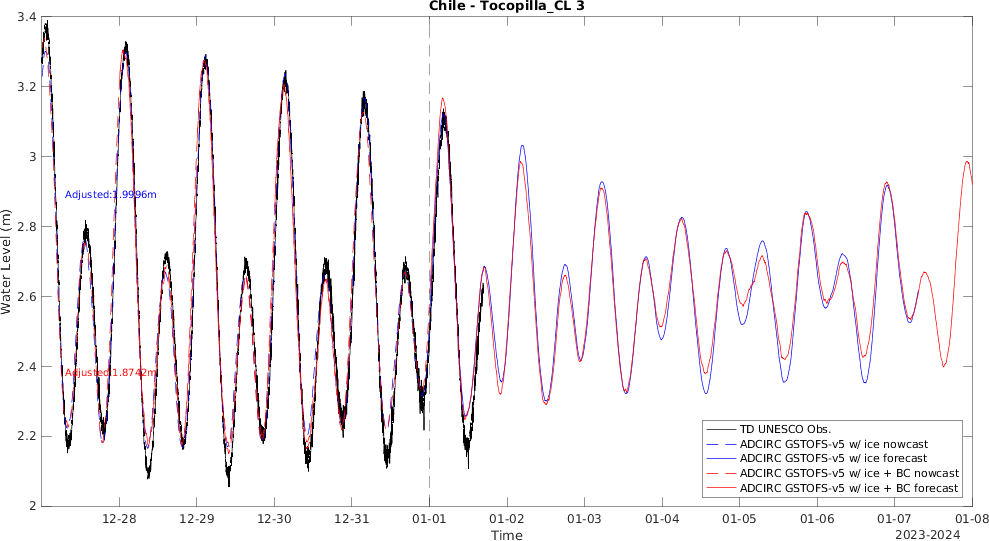 Chile - Tocopilla_CL 3
3.4
3.2
3
2.8
2.6
2.4
2.2
2
Water Level (m)
Adjusted:1.9996m
Adjusted:1.8742m
TD UNESCO Obs.
ADCIRC GSTOFS-v5 w/ ice nowcast
ADCIRC GSTOFS-v5 w/ ice forecast
ADCIRC GSTOFS-v5 w/ ice + BC nowcast
ADCIRC GSTOFS-v5 w/ ice + BC forecast
12-28 12-29 12-30 12-31 01-01 01-02 01-03 01-04 01-05 01-06 01-07 01-08
Time
2023-2024